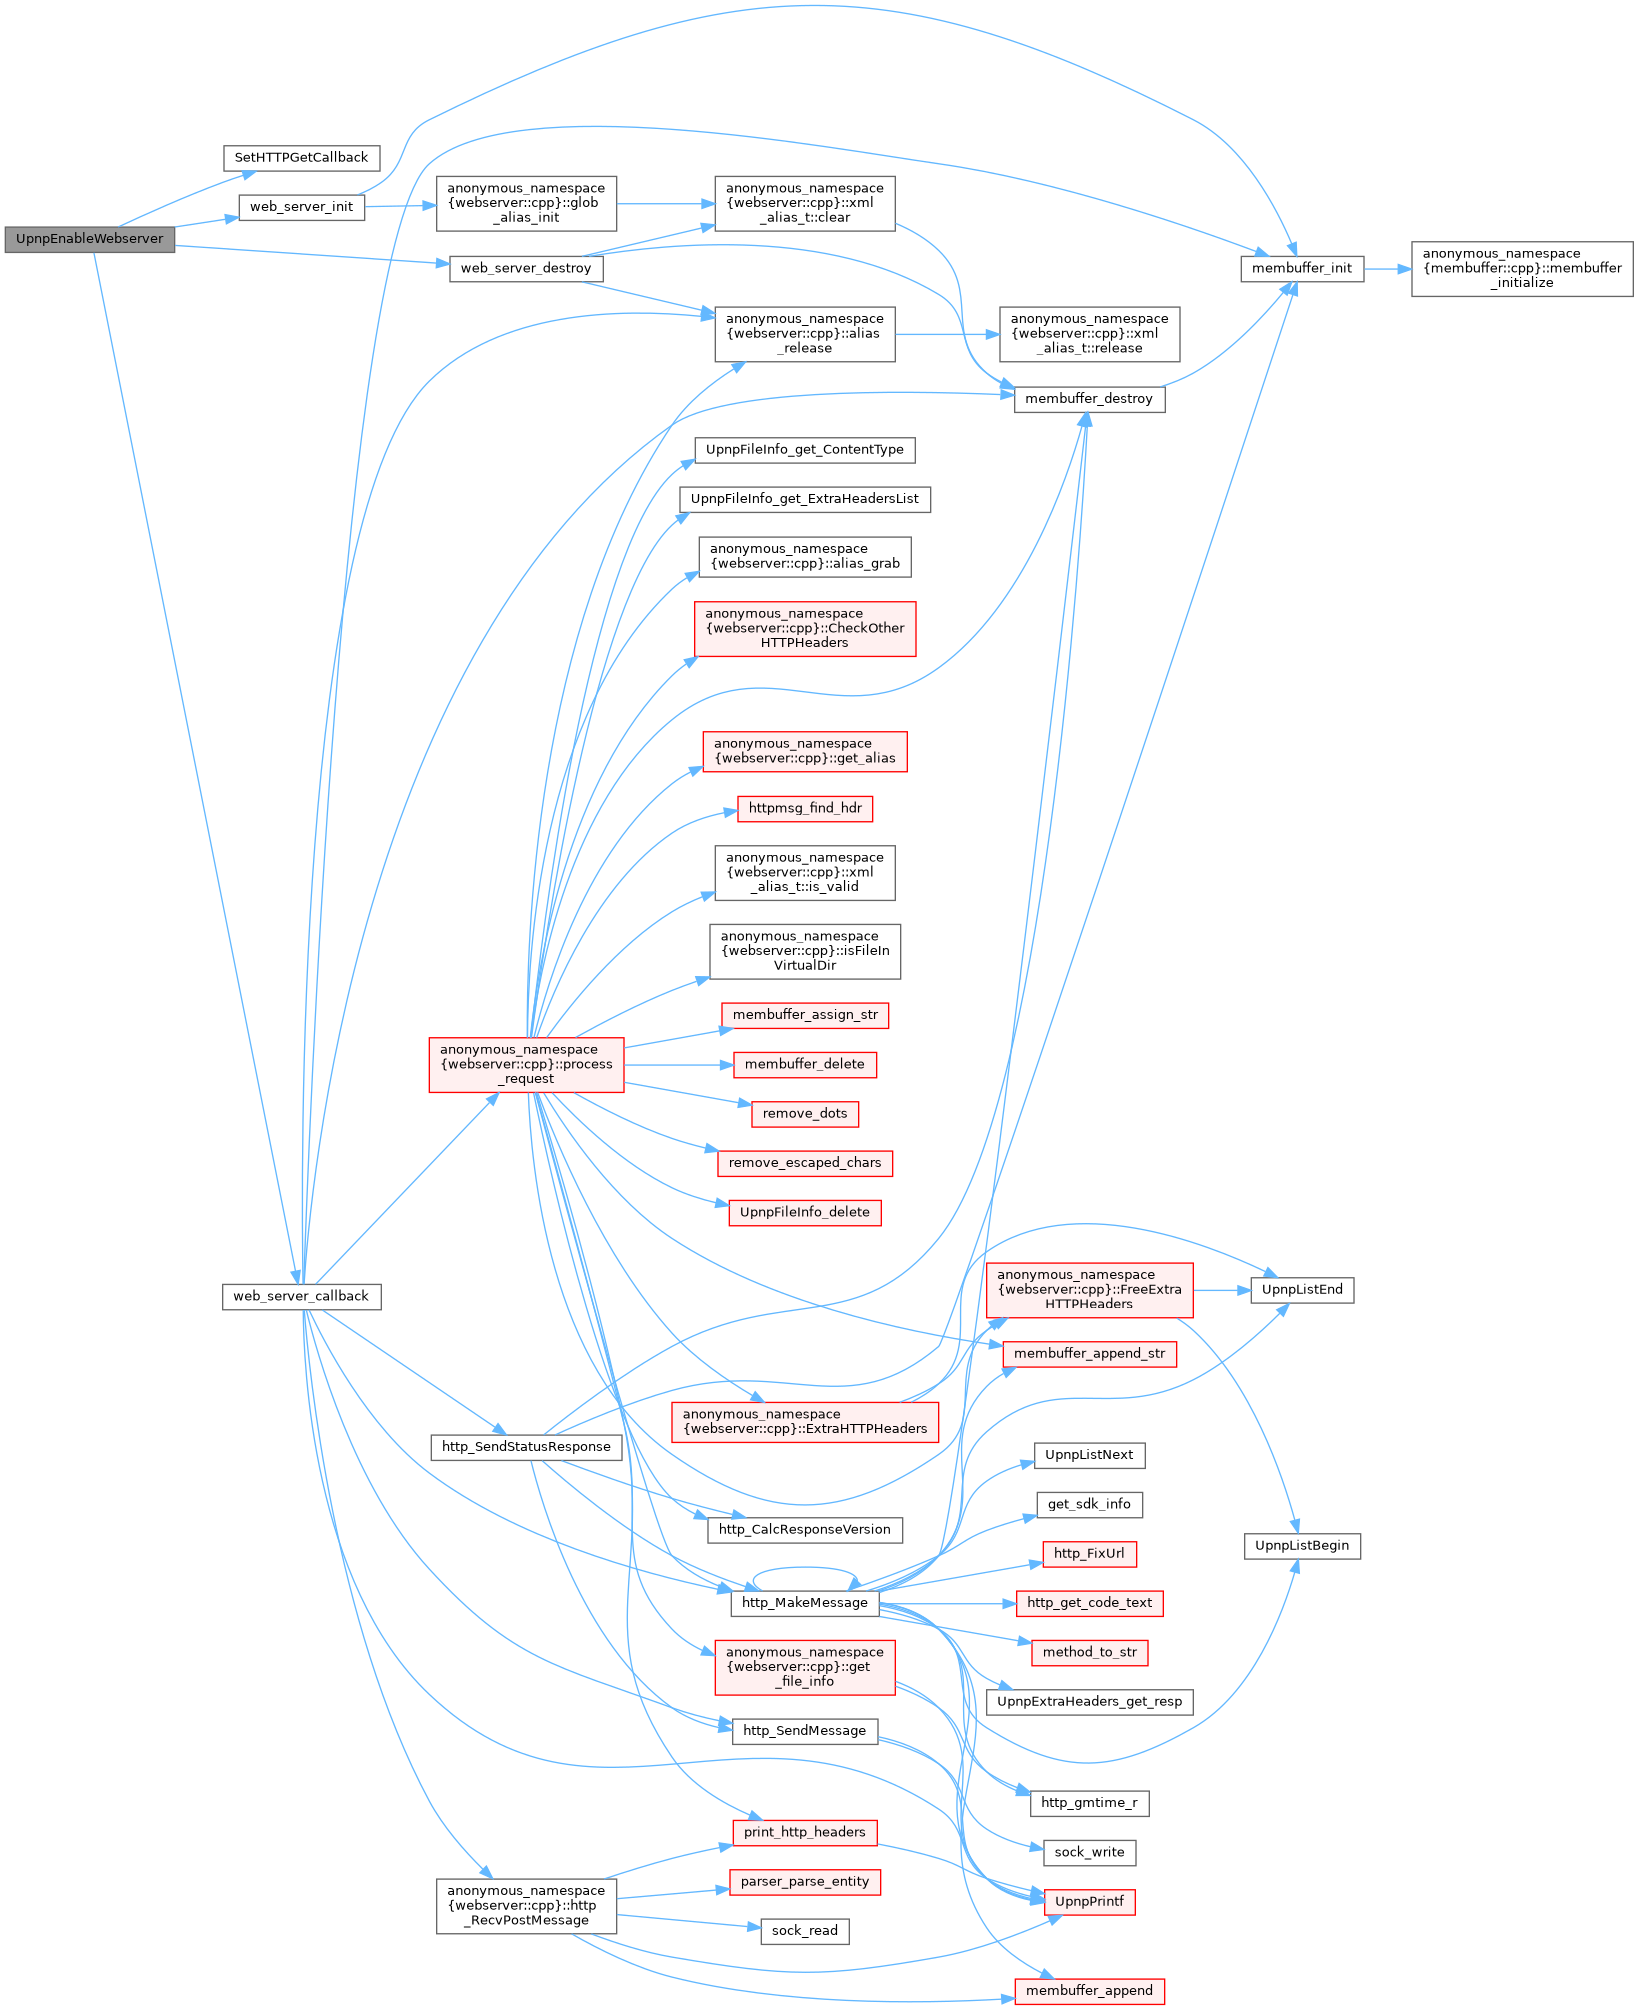 SetHTTPGetCallback
web_server_init
UpnpEnableWebserver
anonymous_namespace
{webserver::cpp}::glob
_alias_init
anonymous_namespace
{webserver::cpp}::xml
_alias_t::clear
web_server_destroy
membuffer_init
anonymous_namespace
{membuffer::cpp}::membuffer
_initialize
anonymous_namespace
{webserver::cpp}::alias
_release
anonymous_namespace
{webserver::cpp}::xml
_alias_t::release
membuffer_destroy
UpnpFileInfo_get_ContentType
UpnpFileInfo_get_ExtraHeadersList
anonymous_namespace
{webserver::cpp}::alias_grab
anonymous_namespace
{webserver::cpp}::CheckOther
HTTPHeaders
anonymous_namespace
{webserver::cpp}::get_alias
httpmsg_find_hdr
anonymous_namespace
{webserver::cpp}::xml
_alias_t::is_valid
anonymous_namespace
{webserver::cpp}::isFileIn
VirtualDir
membuffer_assign_str
anonymous_namespace
{webserver::cpp}::process
_request
membuffer_delete
remove_dots
remove_escaped_chars
UpnpFileInfo_delete
web_server_callback
anonymous_namespace
{webserver::cpp}::FreeExtra
HTTPHeaders
UpnpListEnd
membuffer_append_str
anonymous_namespace
{webserver::cpp}::ExtraHTTPHeaders
http_SendStatusResponse
UpnpListNext
get_sdk_info
http_CalcResponseVersion
UpnpListBegin
http_FixUrl
http_MakeMessage
http_get_code_text
method_to_str
anonymous_namespace
{webserver::cpp}::get
_file_info
UpnpExtraHeaders_get_resp
http_SendMessage
http_gmtime_r
print_http_headers
sock_write
parser_parse_entity
anonymous_namespace
{webserver::cpp}::http
_RecvPostMessage
UpnpPrintf
sock_read
membuffer_append